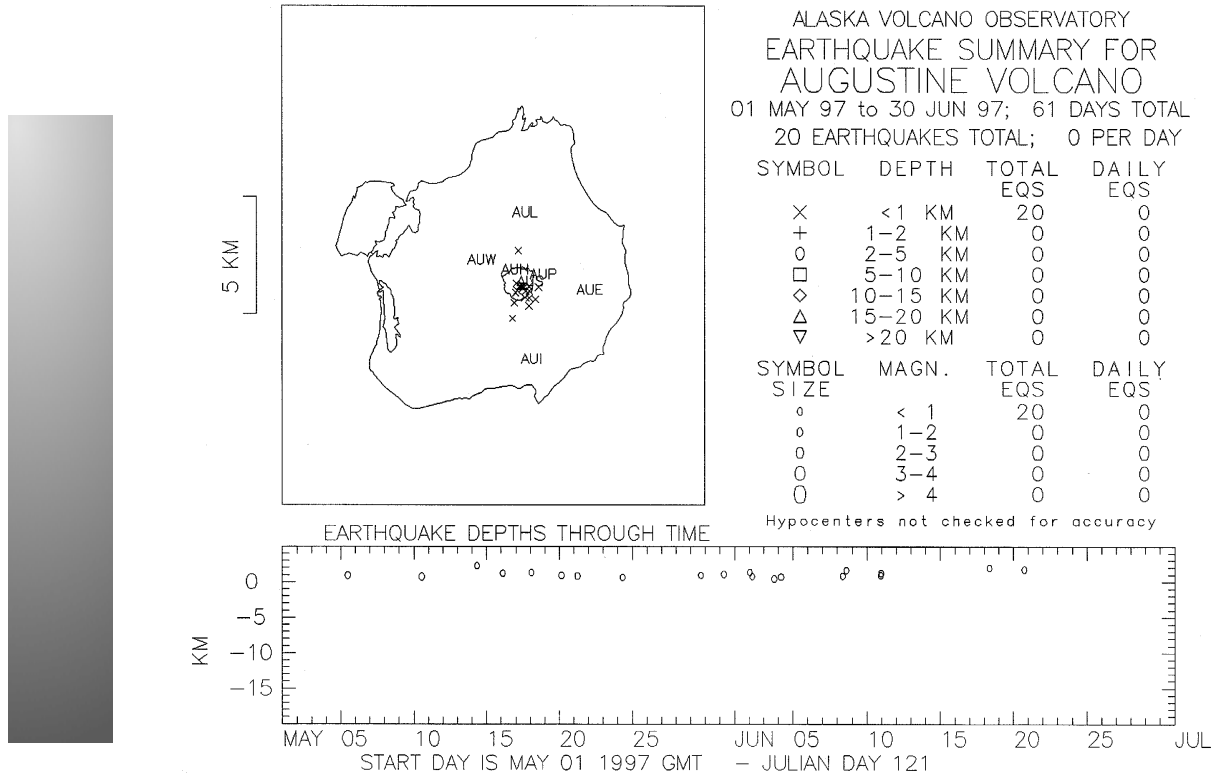 ALASKA VOLCANO OBSERVATORY
EARTHQUAKE SUMMARY FOR
AUGUSTINE VOLCANO
01 MAY 97 to 30 JUN 97; 61 DAYS TOTAL
20 EARTHQUAKES TOTAL; 0 PER DAY
SYMBOL DEPTH TOTAL DAILY
EQS EQS
<1 KM 20 0
1-2 KM 0 0
2-5 KM 0 0
5-10 KM 0 0
10-15 KM 0 0
15-20 KM 0 0
>20 KM 0 0
SYMBOL MAGN. TOTAL DAILY
SIZE EQS EQS
< 1 20 0
1-2 0 0
2-3 0 0
3-4 0 0
> 4 0 0
Hypocenters not checked for accuracy
5 KM
AUL
AUW
AUH
AUP
AUE
AUI
EARTHQUAKE DEPTHS THROUGH TIME
KM
0
-5
-10
-15
MAY 05 10 15 20 25 JUN 05 10 15 20 25 JUL
START DAY IS MAY 01 1997 GMT - JULIAN DAY 121